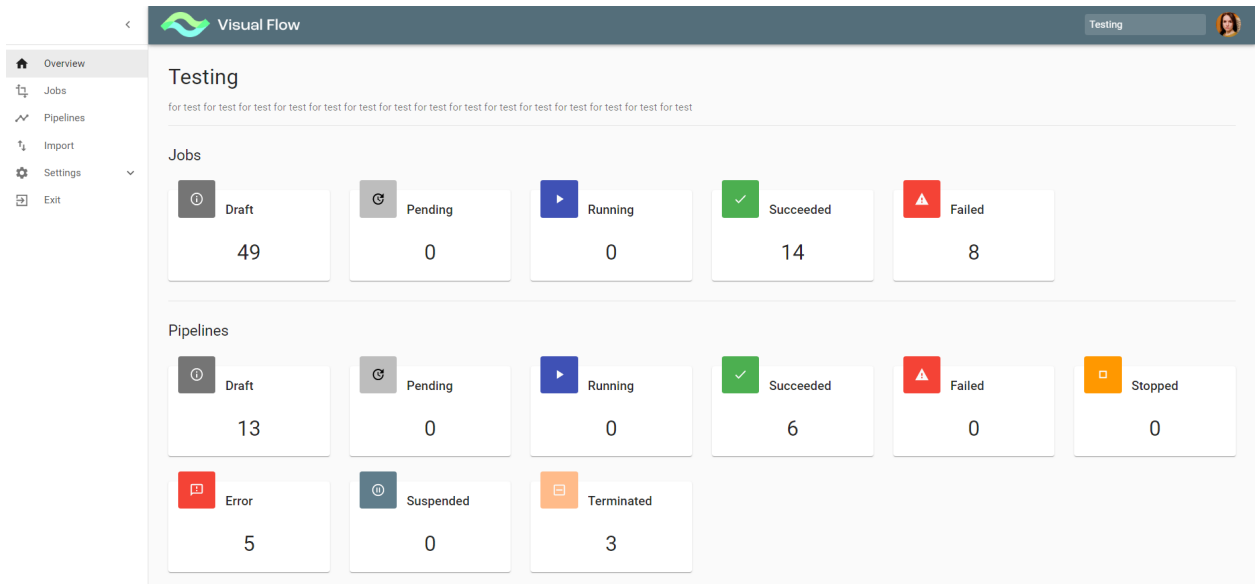 Visual Flow
Testing
Overview
Jobs
Pipelines
Import
Settings
Exit
Testing
for test for test for test for test for test for test for test for test for test for test for test for test for test for test for test
Jobs
Draft
49
Pending
0
Running
0
Succeeded
14
Failed
8
Pipelines
Draft
13
Pending
0
Running
0
Succeeded
6
Failed
0
Stopped
0
Error
5
Suspended
0
Terminated
3